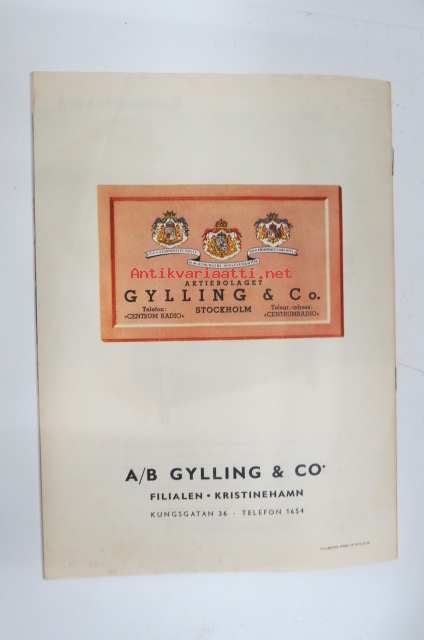 Antikvariaatti.net
AKTIEBOLAGET
GYLLING & Co.
Telefon: STOCKHOLM Telegr.-adress:
»CENTRUM RADIO» »CENTRUMRADIO»
A/B GYLLING & CO.
FILIALEN • KRISTINEHAMN
KUNGSGATAN 36 - TELEFON 1654